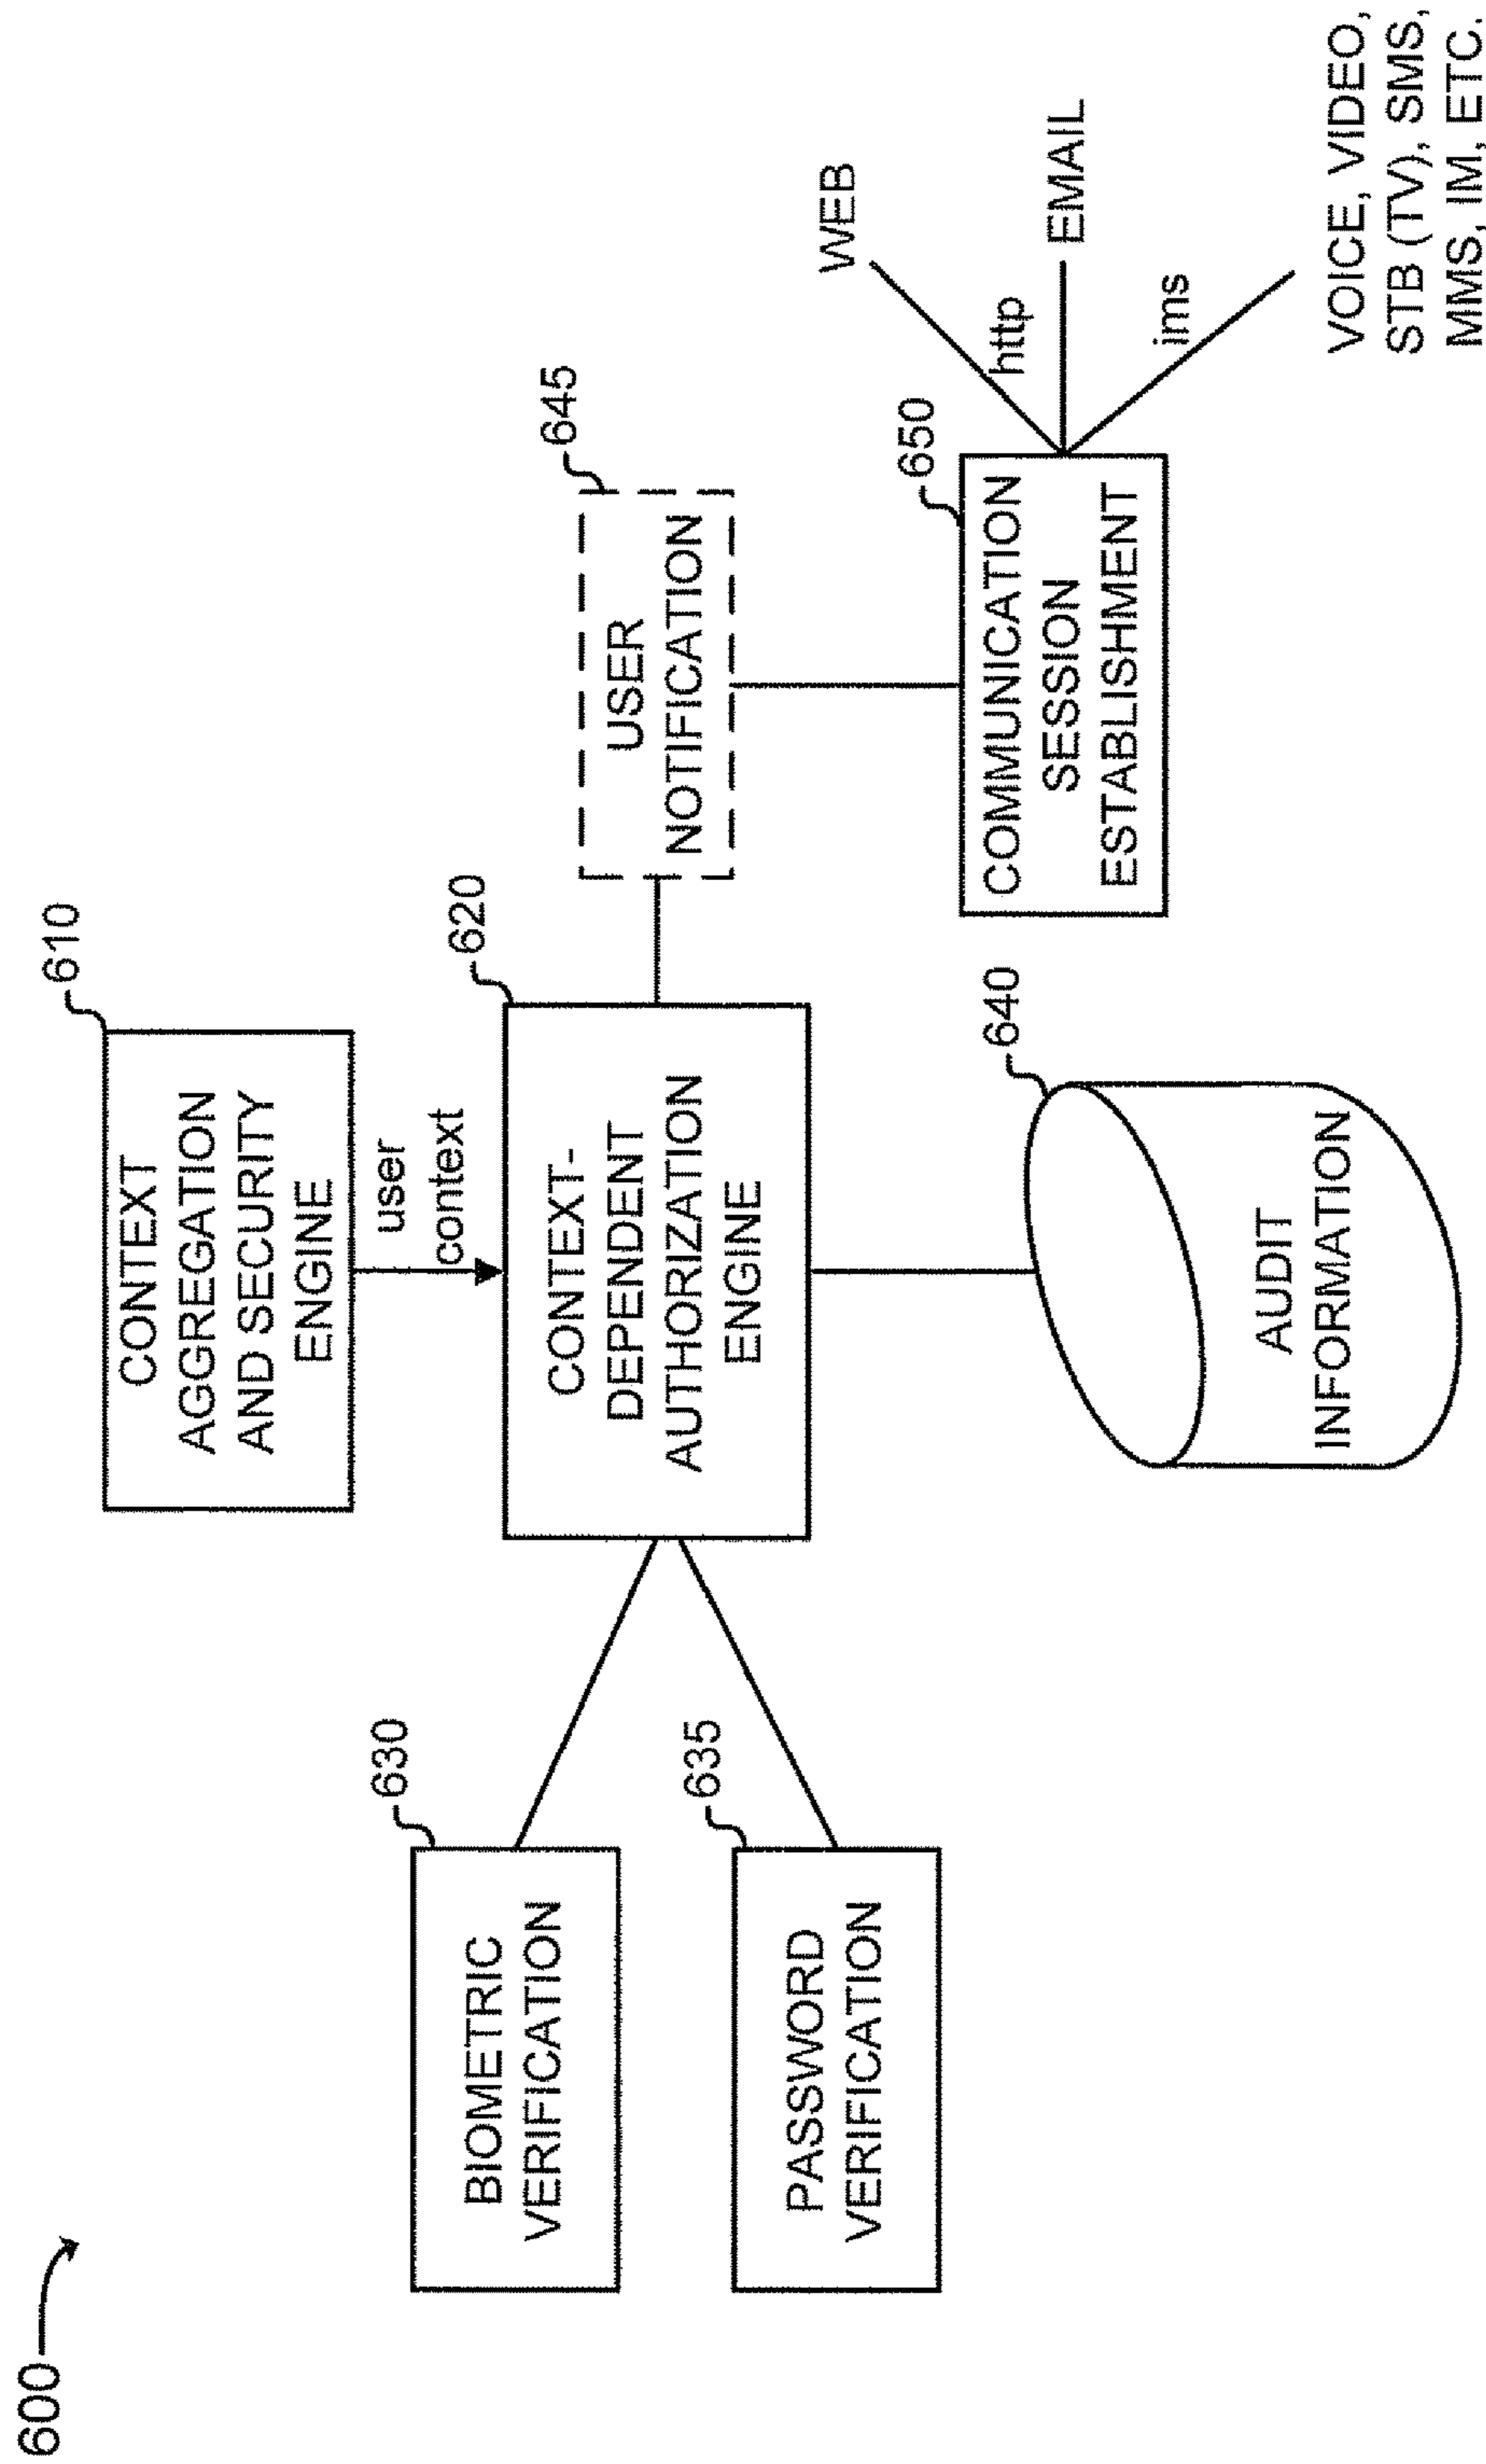 600
610
CONTEXT
AGGREGATION
AND SECURITY
ENGINE
user
context
620
CONTEXT-
DEPENDENT
AUTHORIZATION
ENGINE
630
BIOMETRIC
VERIFICATION
635
PASSWORD
VERIFICATION
640
AUDIT
INFORMATION
645
USER
NOTIFICATION
650
COMMUNICATION
SESSION
ESTABLISHMENT
WEB
http
EMAIL
ims
VOICE, VIDEO,
STB (TV), SMS,
MMS, IM, ETC.